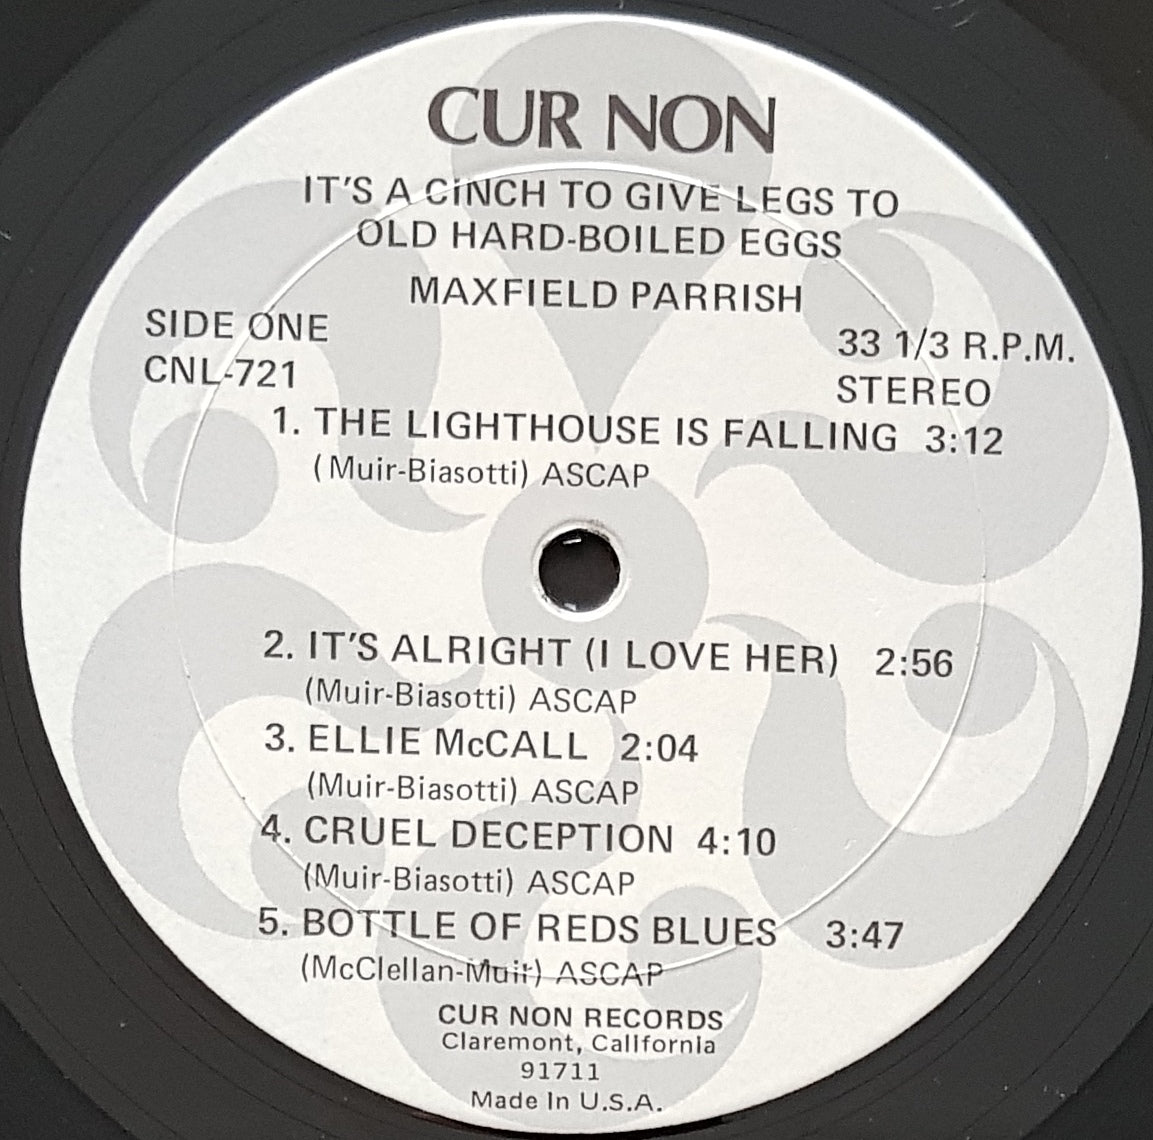 CUR NON
IT'S A CINCH TO GIVE LEGS TO
OLD HARD-BOILED EGGS
MAXFIELD PARRISH
SIDE ONE
CNL-721
33 1/3 R.P.M.
STEREO
1. THE LIGHTHOUSE IS FALLING 3:12
(Muir-Biasotti) ASCAP
2. IT'S ALRIGHT (I LOVE HER) 2:56
(Muir-Biasotti) ASCAP
3. ELLIE McCALL 2:04
(Muir-Biasotti) ASCAP
4. CRUEL DECEPTION 4:10
(Muir-Biasotti) ASCAP
5. BOTTLE OF REDS BLUES 3:47
(McClellan-Muir) ASCAP
CUR NON RECORDS
Claremont, California
91711
Made In U.S.A.